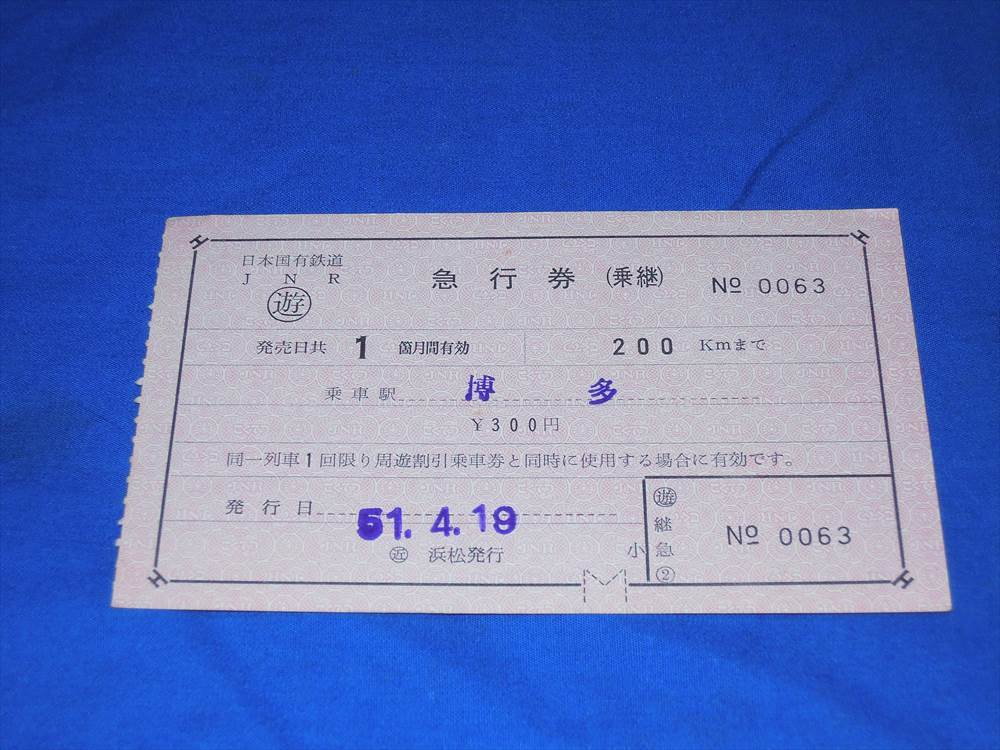 日本国有鉄道
J N R
遊
急行券 (乗継) № 0063
発売日共 1 箇月間有効 200 Kmまで
乗車駅 博多
¥300円
同一列車1回限り周遊割引乗車券と同時に使用する場合に有効です。
発行日 51.4.19
㊣近 浜松発行
小
遊
継
急
②
№ 0063